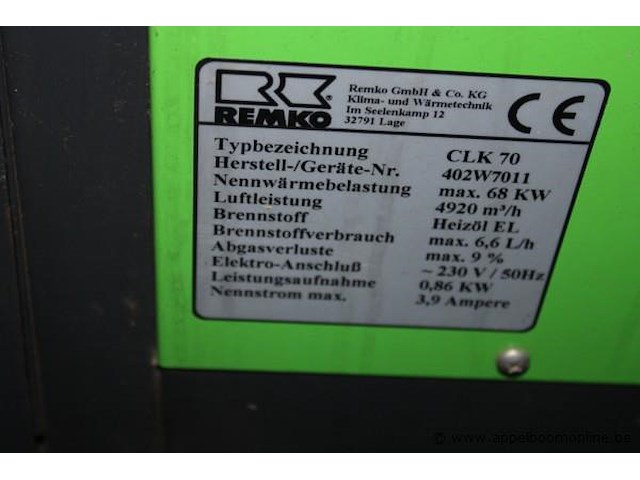 REMKO
Remko GmbH & Co. KG
Klima- und Wärmetechnik
Im Seelenkamp 12
32791 Lage
CE
Typbezeichnung CLK 70
Herstell-/Geräte-Nr. 402W7011
Nennwärmebelastung max. 68 KW
Luftleistung 4920 m³/h
Brennstoff Heizöl EL
Brennstoffverbrauch max. 6,6 L/h
Abgasverluste max. 9 %
Elektro-Anschluß ~ 230 V / 50Hz
Leistungsaufnahme 0,86 KW
Nennstrom max. 3,9 Ampere
© www.appelboomonline.be